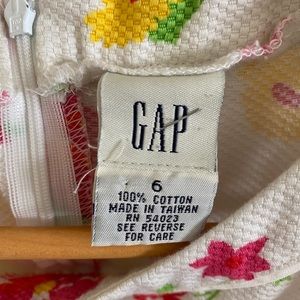 GAP
6
100% COTTON
MADE IN TAIWAN
RN 54023
SEE REVERSE
FOR CARE